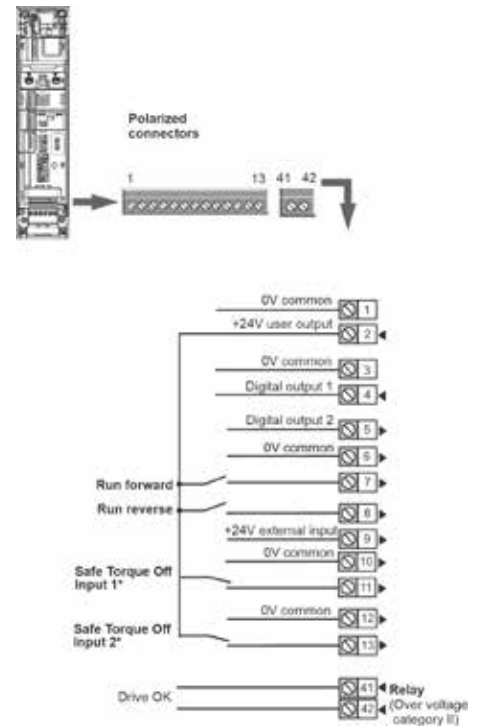 Polarized
connectors
1 13 41 42
0V common 1
+24V user output 2
0V common 3
Digital output 1 4
Digital output 2 5
0V common 6
Run forward 7
Run reverse 8
+24V external input 9
0V common 10
Safe Torque Off
Input 1* 11
0V common 12
Safe Torque Off
Input 2* 13
Drive OK
41 Relay
42 (Over voltage
category II)